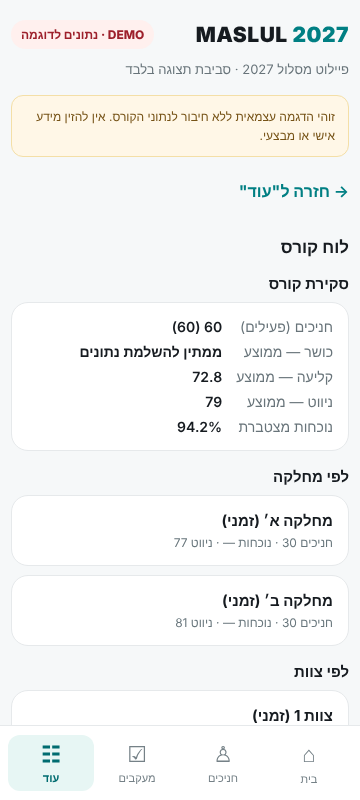 MASLUL 2027
DEMO · נתונים לדוגמה
פיילוט מסלול 2027 · סביבת תצוגה בלבד
זוהי הדגמה עצמאית ללא חיבור לנתוני הקורס. אין להזין מידע
אישי או מבצעי.
→ חזרה ל"עוד"
לוח קורס
סקירת קורס
חניכים (פעילים) 60 (60)
כושר — ממוצע ממתין להשלמת נתונים
קליעה — ממוצע 72.8
ניווט — ממוצע 79
נוכחות מצטברת 94.2%
לפי מחלקה
מחלקה א׳ (זמני)
חניכים 30 · נוכחות — · ניווט 77
מחלקה ב׳ (זמני)
חניכים 30 · נוכחות — · ניווט 81
לפי צוות
צוות 1 (זמני)
בית
חניכים
מעקבים
עוד